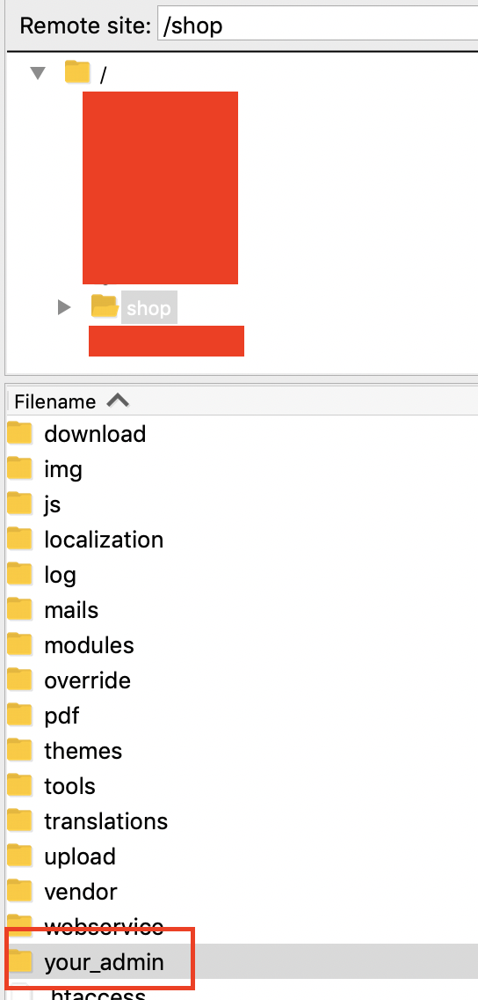 Remote site: /shop
/
shop
Filename
download
img
js
localization
log
mails
modules
override
pdf
themes
tools
translations
upload
vendor
webservice
your_admin
.htaccess